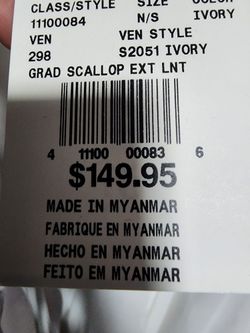 CLASS/STYLE SIZE COLOR
11100084 N/S IVORY
VEN VEN STYLE
298 S2051 IVORY
GRAD SCALLOP EXT LNT
4 11100 00083 6
$149.95
MADE IN MYANMAR
FABRIQUE EN MYANMAR
HECHO EN MYANMAR
FEITO EM MYANMAR